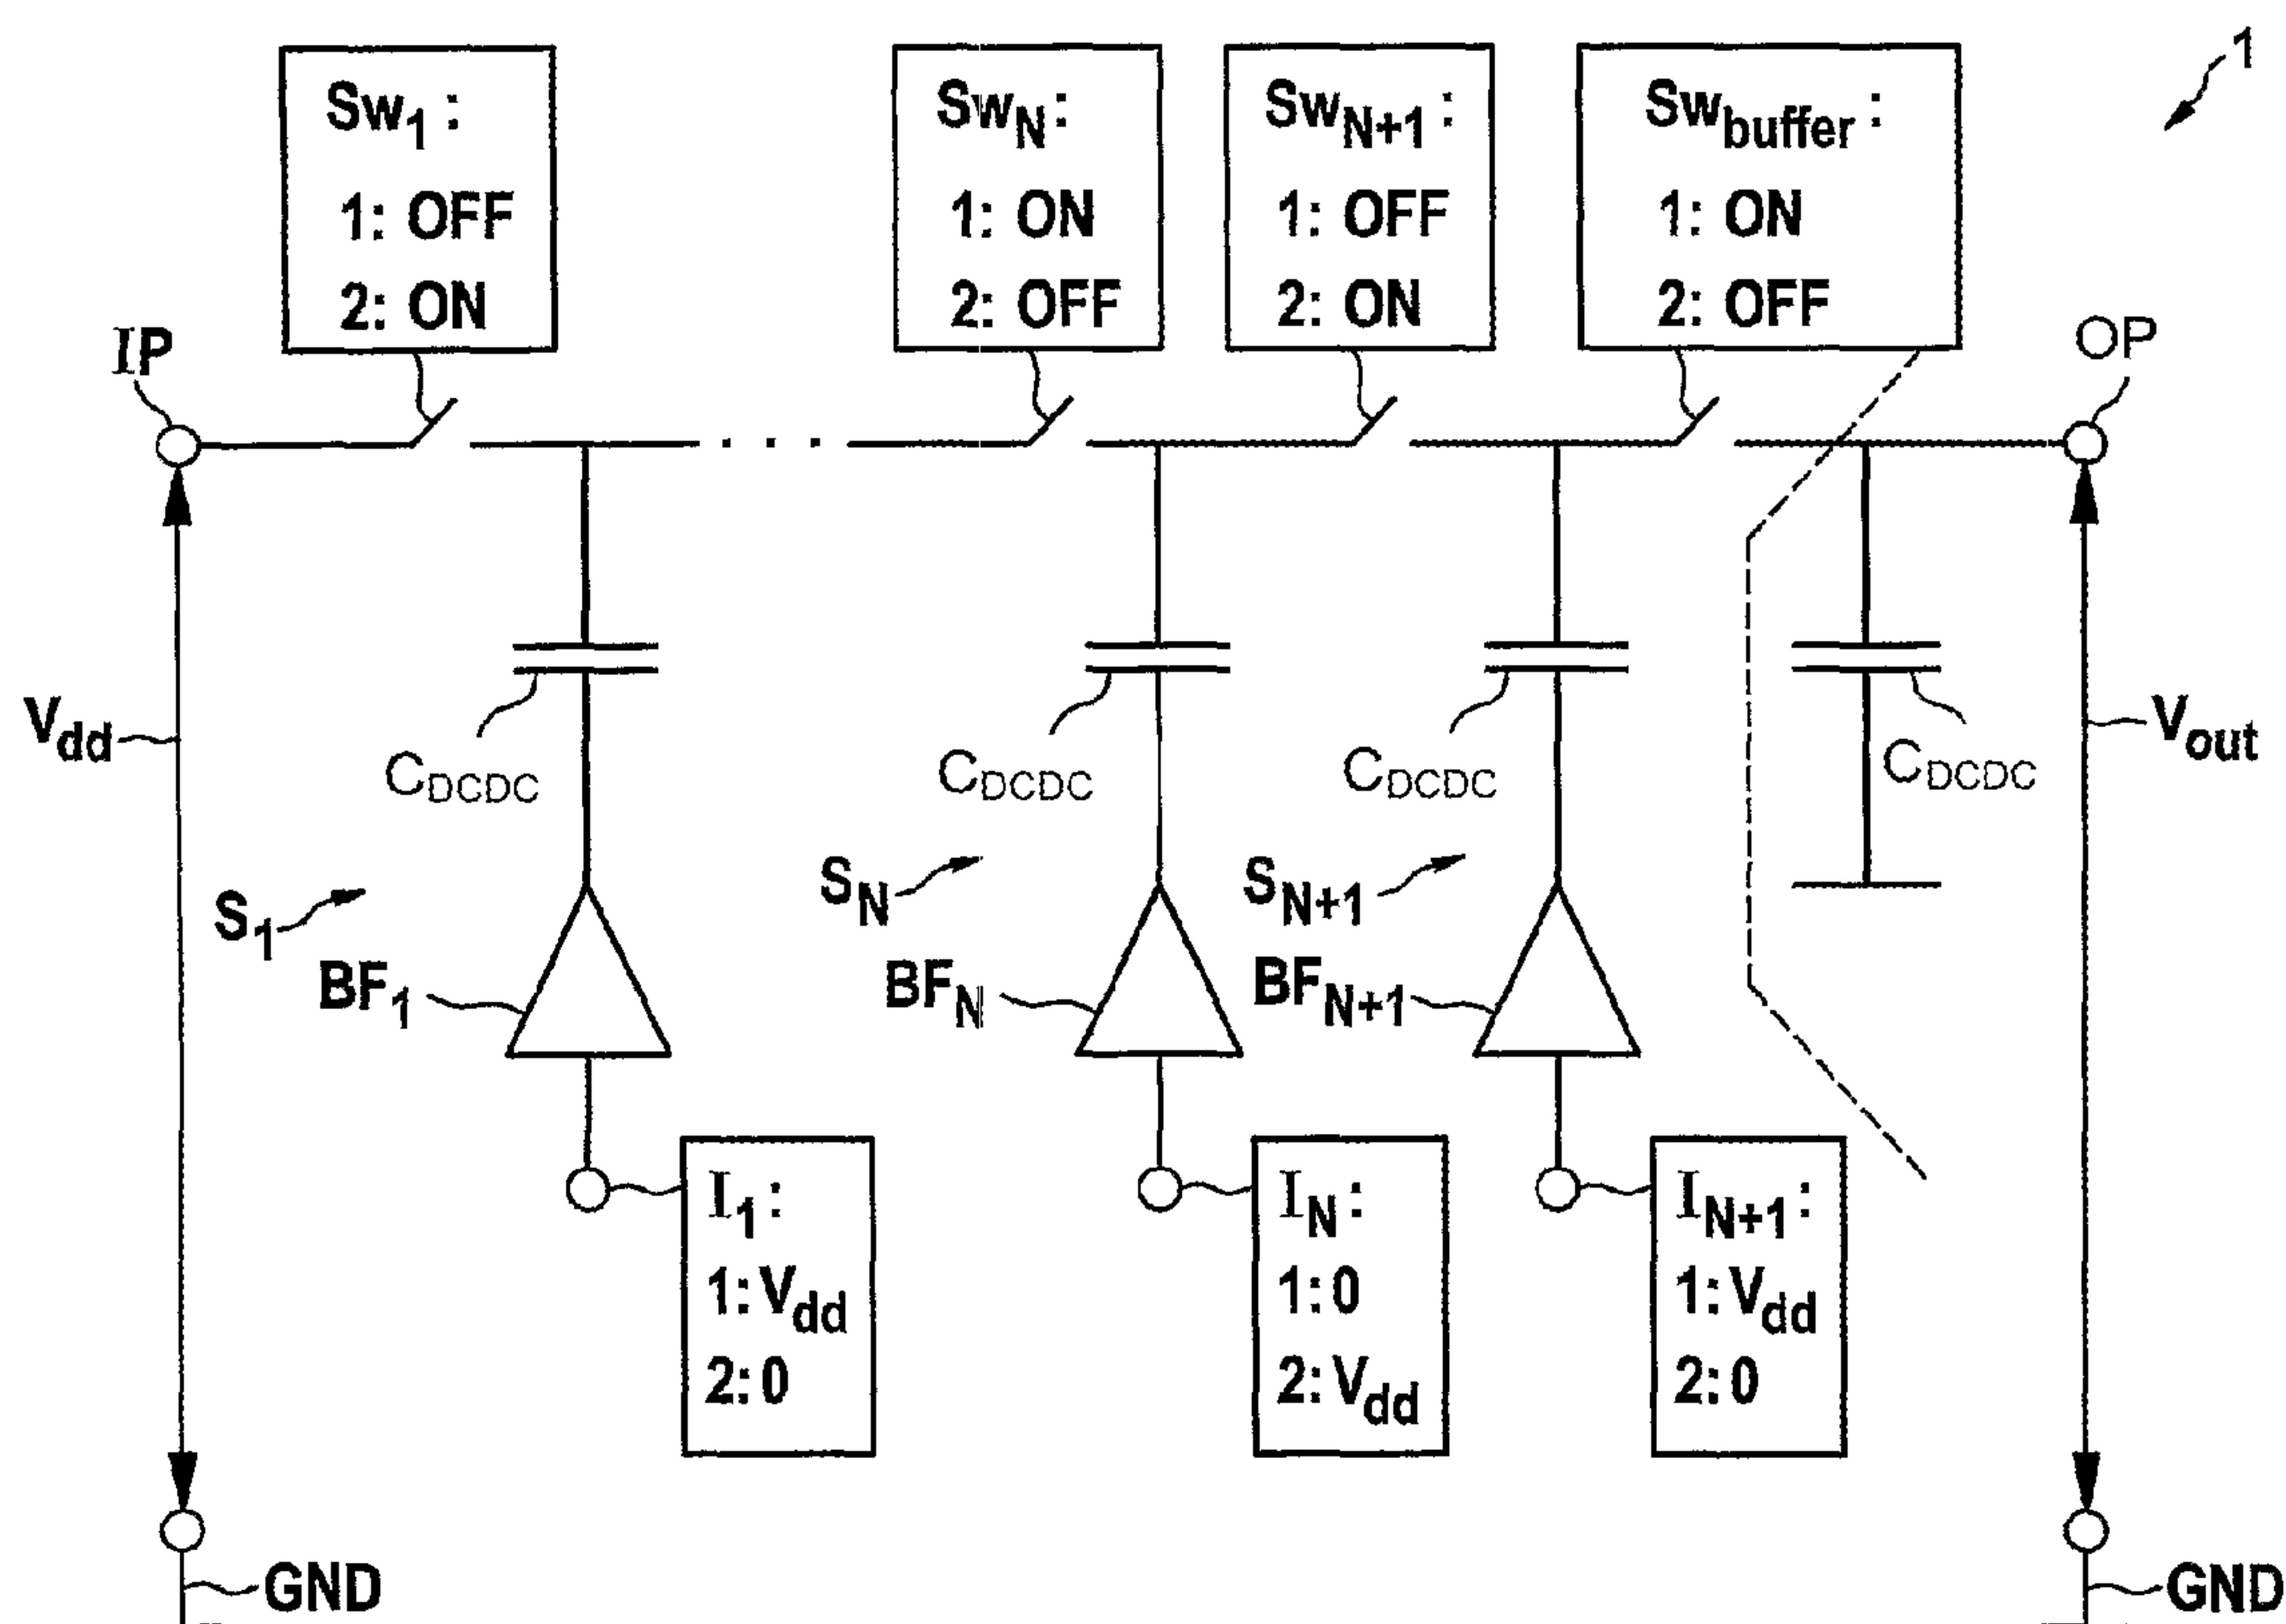 1
Sw1 :
1: OFF
2: ON
SwN:
1: ON
2: OFF
SwN+1 :
1: OFF
2: ON
Swbuffer :
1: ON
2: OFF
IP
OP
Vdd
Vout
CDCDC
CDCDC
CDCDC
CDCDC
S1
SN
SN+1
BF1
BFN
BFN+1
I1 :
1: Vdd
2: 0
IN :
1: 0
2: Vdd
IN+1 :
1: Vdd
2: 0
GND
GND